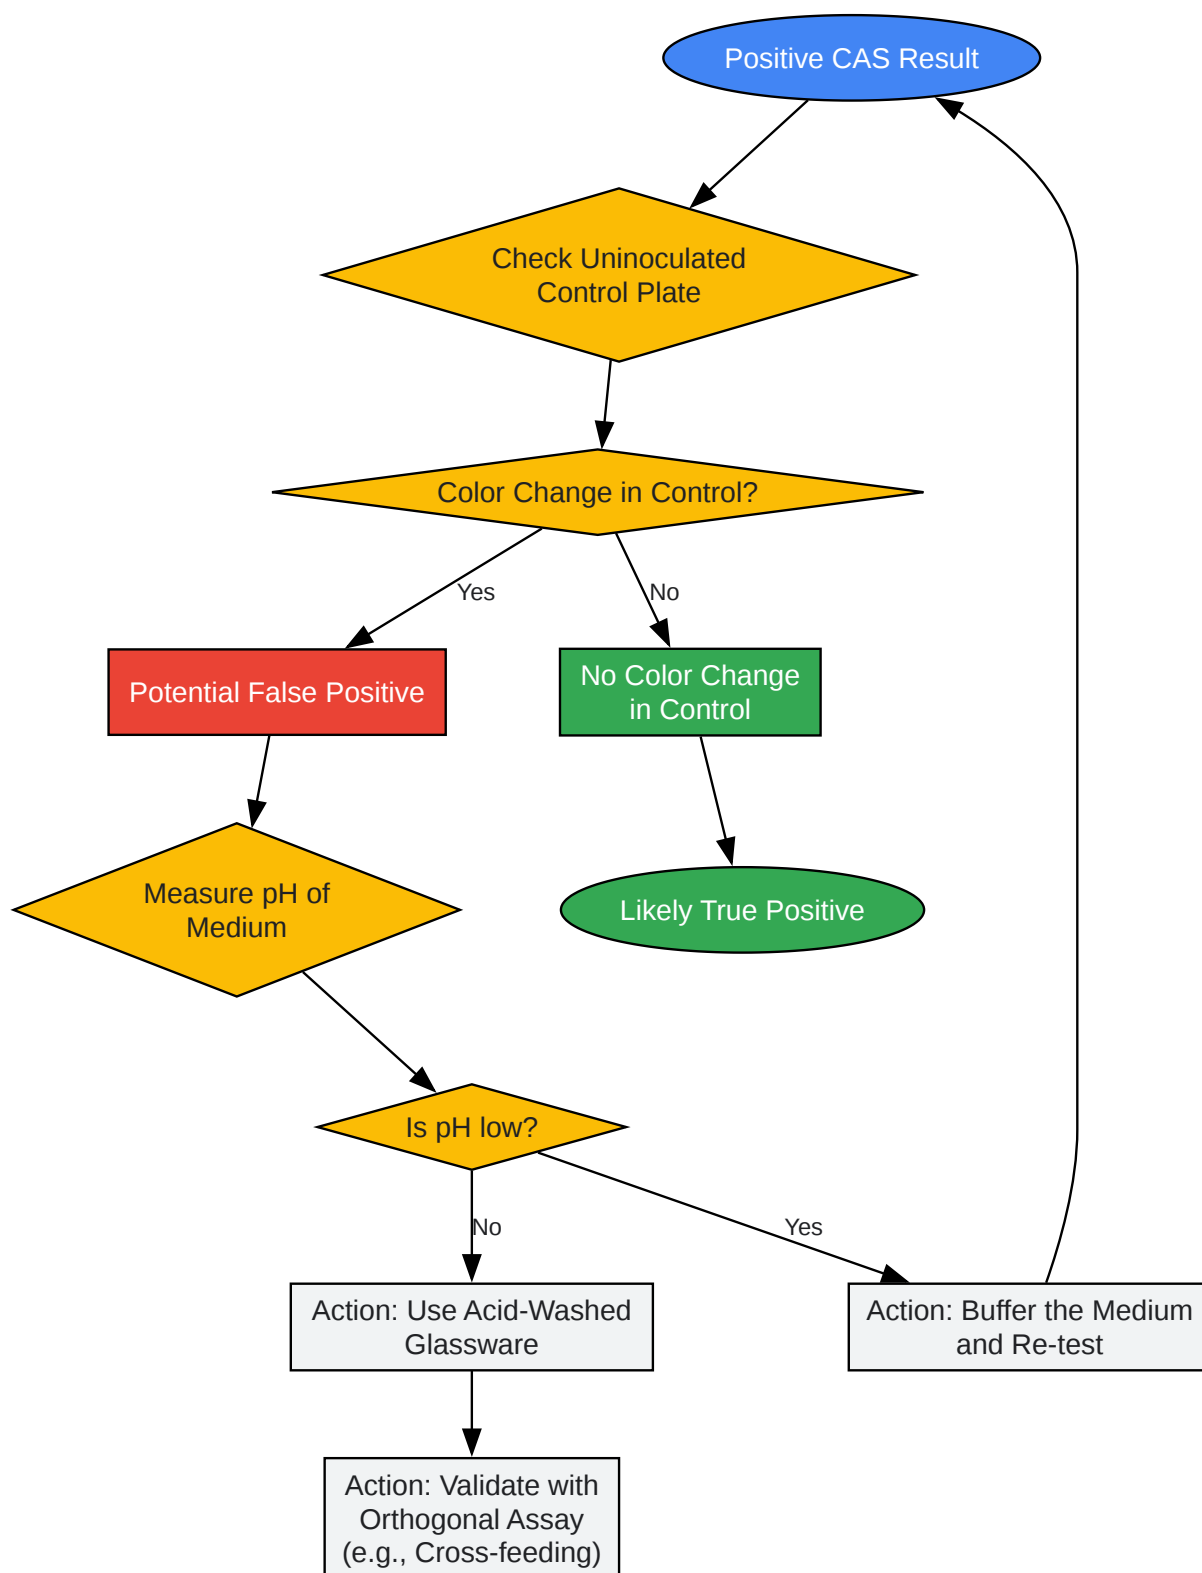 Positive CAS Result
Check Uninoculated
Control Plate
Color Change in Control?
Yes
No
Potential False Positive
No Color Change
in Control
Measure pH of
Medium
Likely True Positive
Is pH low?
No
Yes
Action: Use Acid-Washed
Glassware
Action: Buffer the Medium
and Re-test
Action: Validate with
Orthogonal Assay
(e.g., Cross-feeding)